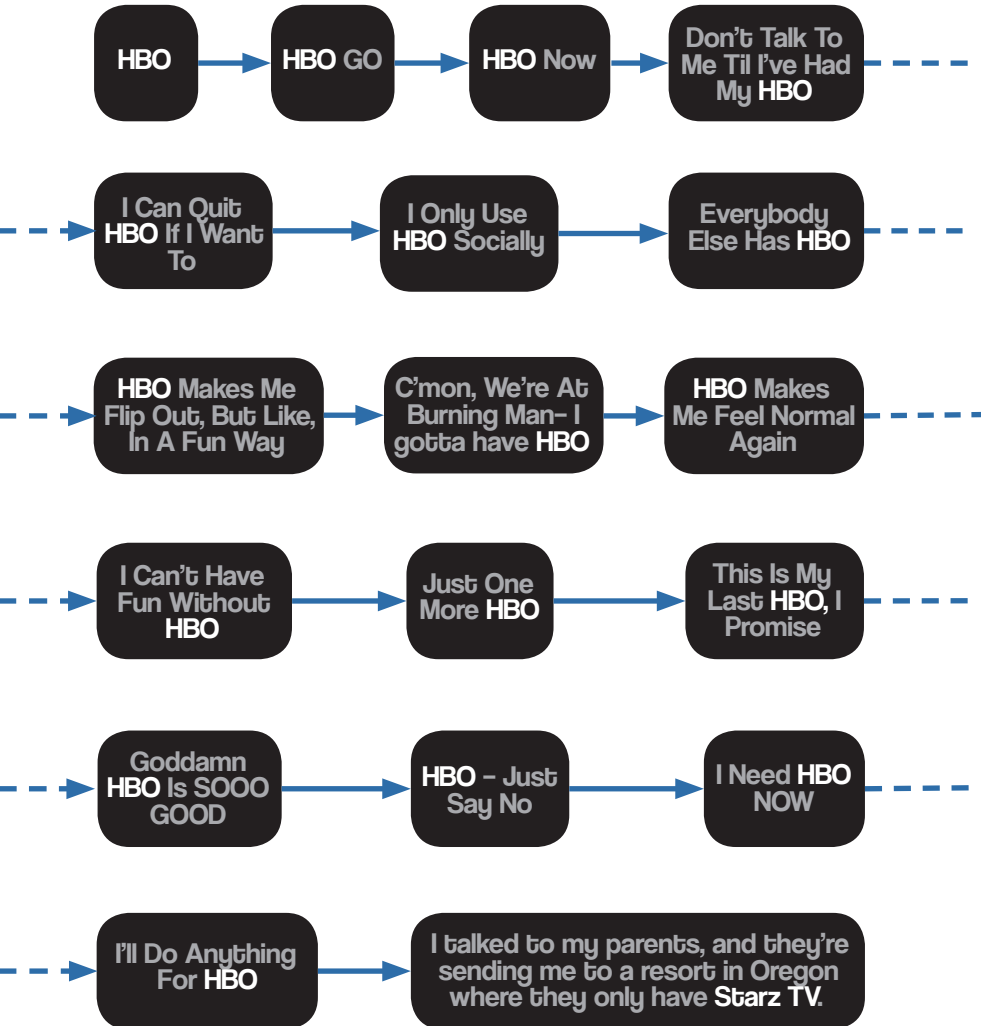 HBO
HBO GO
HBO Now
Don't Talk To
Me Til I've Had
My HBO
I Can Quit
HBO If I Want
To
I Only Use
HBO Socially
Everybody
Else Has HBO
HBO Makes Me
Flip Out, But Like,
In A Fun Way
C'mon, We're At
Burning Man– I
gotta have HBO
HBO Makes
Me Feel Normal
Again
I Can't Have
Fun Without
HBO
Just One
More HBO
This Is My
Last HBO, I
Promise
Goddamn
HBO Is SOOO
GOOD
HBO – Just
Say No
I Need HBO
NOW
I'll Do Anything
For HBO
I talked to my parents, and they're
sending me to a resort in Oregon
where they only have Starz TV.